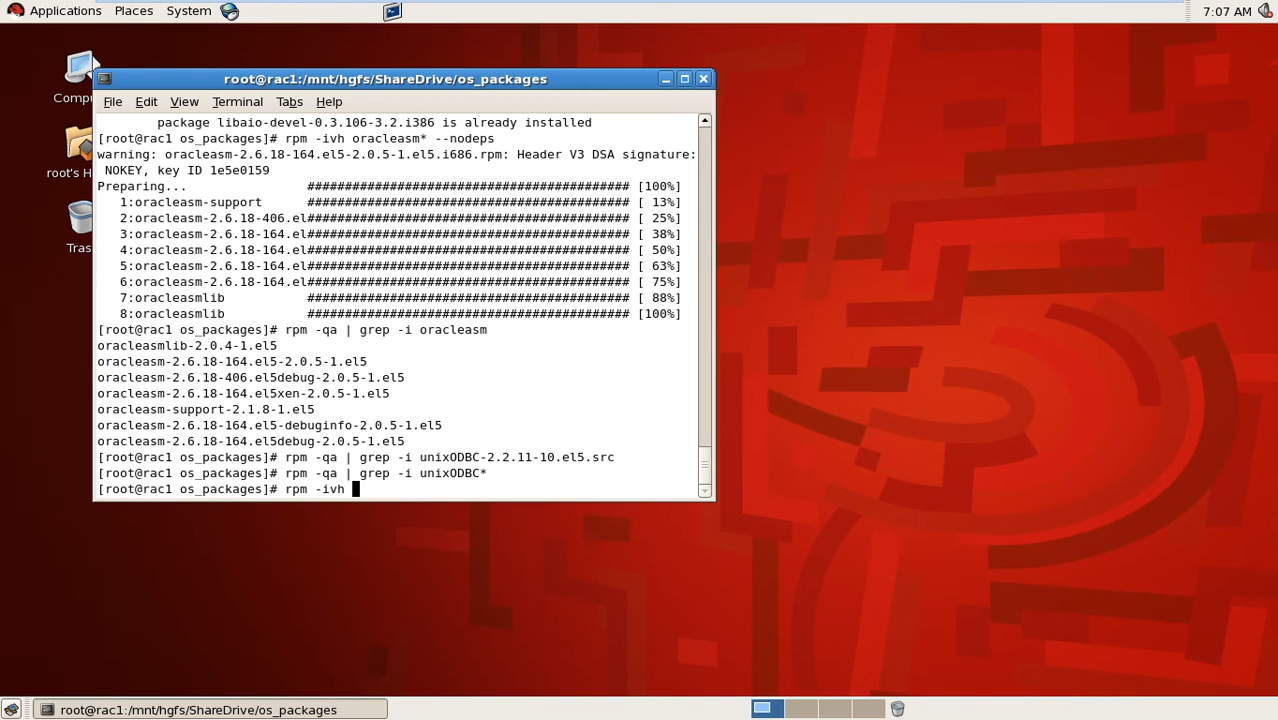 Applications Places System
7:07 AM
Compu
root's H
Tras
root@rac1:/mnt/hgfs/ShareDrive/os_packages
File Edit View Terminal Tabs Help
package libaio-devel-0.3.106-3.2.i386 is already installed
[root@rac1 os_packages]# rpm -ivh oracleasm* --nodeps
warning: oracleasm-2.6.18-164.el5-2.0.5-1.el5.i686.rpm: Header V3 DSA signature:
NOKEY, key ID 1e5e0159
Preparing... ########################################### [100%]
1:oracleasm-support ########################################### [ 13%]
2:oracleasm-2.6.18-406.el########################################### [ 25%]
3:oracleasm-2.6.18-164.el########################################### [ 38%]
4:oracleasm-2.6.18-164.el########################################### [ 50%]
5:oracleasm-2.6.18-164.el########################################### [ 63%]
6:oracleasm-2.6.18-164.el########################################### [ 75%]
7:oracleasmlib ########################################### [ 88%]
8:oracleasmlib ########################################### [100%]
[root@rac1 os_packages]# rpm -qa | grep -i oracleasm
oracleasmlib-2.0.4-1.el5
oracleasm-2.6.18-164.el5-2.0.5-1.el5
oracleasm-2.6.18-406.el5debug-2.0.5-1.el5
oracleasm-2.6.18-164.el5xen-2.0.5-1.el5
oracleasm-support-2.1.8-1.el5
oracleasm-2.6.18-164.el5-debuginfo-2.0.5-1.el5
oracleasm-2.6.18-164.el5debug-2.0.5-1.el5
[root@rac1 os_packages]# rpm -qa | grep -i unixODBC-2.2.11-10.el5.src
[root@rac1 os_packages]# rpm -qa | grep -i unixODBC*
[root@rac1 os_packages]# rpm -ivh
root@rac1:/mnt/hgfs/ShareDrive/os_packages